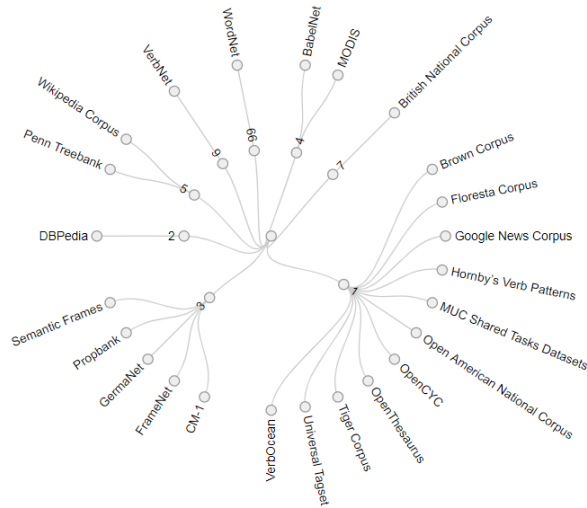 BabelNet
WordNet
MODIS
British National Corpus
VerbNet
Wikipedia Corpus
Penn Treebank
66
4
9
7
5
Brown Corpus
Floresta Corpus
DBPedia
2
Google News Corpus
Hornby's Verb Patterns
3
1
MUC Shared Tasks Datasets
Semantic Frames
Propbank
GermaNet
FrameNet
CM-1
Open American National Corpus
OpenCYC
OpenThesaurus
Tiger Corpus
Universal Tagset
VerbOcean